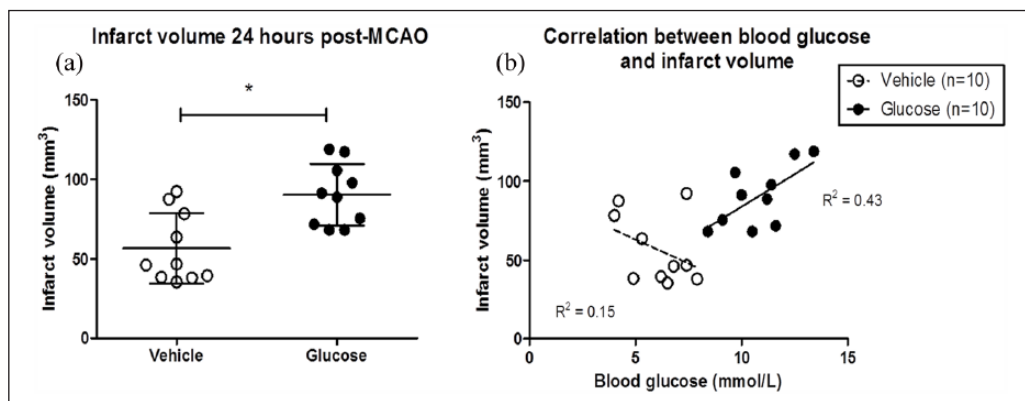 Infarct volume 24 hours post-MCAO
(a)
*
150
100
50
0
Infarct volume (mm³)
Vehicle
Glucose
Correlation between blood glucose
and infarct volume
(b)
Vehicle (n=10)
Glucose (n=10)
150
100
50
0
Infarct volume (mm³)
R² = 0.43
R² = 0.15
0
5
10
15
Blood glucose (mmol/L)